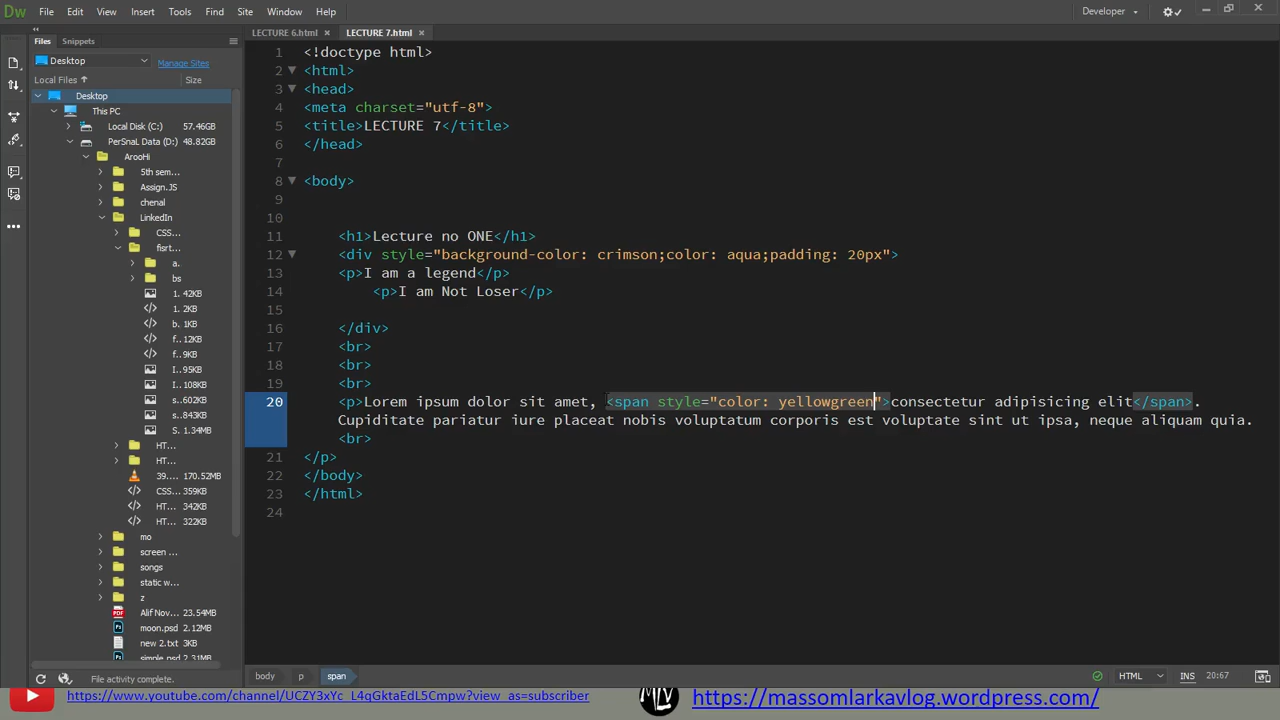 Dw File Edit View Insert Tools Find Site Window Help Developer
Files Snippets
LECTURE 6.html LECTURE 7.html
Desktop Manage Sites
Local Files Size
Desktop
This PC
Local Disk (C:) 57.46GB
PerSnaL Data (D:) 48.82GB
ArooHi
5th sem...
Assign.JS
chenal
LinkedIn
CSS...
fisrt...
a.
bs
1. 42KB
1. 2KB
b. 1KB
f.. 12KB
f.. 9KB
I.. 95KB
I.. 108KB
s.. 602KB
s.. 843KB
S. 1.34MB
HT...
HT...
39.... 170.52MB
CSS... 359KB
HT... 342KB
HT... 322KB
mo
screen ...
songs
static w...
z
Alif Nov... 23.54MB
moon.psd 2.12MB
new 2.txt 3KB
simple.psd 2.31MB
File activity complete.
1 <!doctype html>
2 <html>
3 <head>
4 <meta charset="utf-8">
5 <title>LECTURE 7</title>
6 </head>
7
8 <body>
9
10
11 <h1>Lecture no ONE</h1>
12 <div style="background-color: crimson;color: aqua;padding: 20px">
13 <p>I am a legend</p>
14 <p>I am Not Loser</p>
15
16 </div>
17 <br>
18 <br>
19 <br>
20 <p>Lorem ipsum dolor sit amet, <span style="color: yellowgreen">consectetur adipisicing elit</span>.
Cupiditate pariatur iure placeat nobis voluptatum corporis est voluptate sint ut ipsa, neque aliquam quia.
<br>
21 </p>
22 </body>
23 </html>
24
body p span HTML INS 20:67
https://www.youtube.com/channel/UCZY3xYc_L4qGktaEdL5Cmpw?view_as=subscriber
MLV
https://massomlarkavlog.wordpress.com/